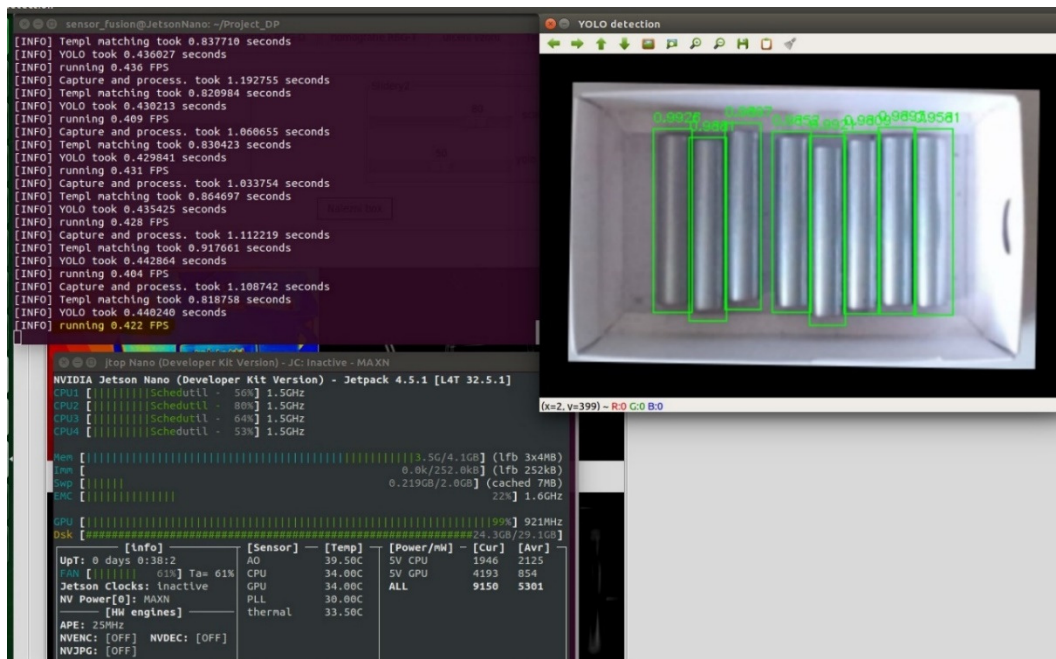 sensor_fusion@JetsonNano: ~/Project_DP
[INFO] Templ matching took 0.837710 seconds
[INFO] YOLO took 0.436027 seconds
[INFO] running 0.436 FPS
[INFO] Capture and process. took 1.192755 seconds
[INFO] Templ matching took 0.820984 seconds
[INFO] YOLO took 0.430213 seconds
[INFO] running 0.409 FPS
[INFO] Capture and process. took 1.060655 seconds
[INFO] Templ matching took 0.830423 seconds
[INFO] YOLO took 0.429841 seconds
[INFO] running 0.431 FPS
[INFO] Capture and process. took 1.033754 seconds
[INFO] Templ matching took 0.864697 seconds
[INFO] YOLO took 0.435425 seconds
[INFO] running 0.428 FPS
[INFO] Capture and process. took 1.112219 seconds
[INFO] Templ matching took 0.917661 seconds
[INFO] YOLO took 0.442864 seconds
[INFO] running 0.404 FPS
[INFO] Capture and process. took 1.108742 seconds
[INFO] Templ matching took 0.818758 seconds
[INFO] YOLO took 0.440240 seconds
[INFO] running 0.422 FPS
YOLO detection
0.9926
0.9581
(x=2, y=399) ~ R:0 G:0 B:0
jtop Nano (Developer Kit Version) - JC: Inactive - MAXN
NVIDIA Jetson Nano (Developer Kit Version) - Jetpack 4.5.1 [L4T 32.5.1]
CPU1 [|||||||||Schedutil - 56%] 1.5GHz
CPU2 [|||||||||Schedutil - 80%] 1.5GHz
CPU3 [|||||||||Schedutil - 64%] 1.5GHz
CPU4 [|||||||||Schedutil - 53%] 1.5GHz
Mem [3.5G/4.1GB] (lfb 3x4MB)
Imm [ 0.0k/252.0kB] (lfb 252kB)
Swp [|||||| 0.219GB/2.0GB] (cached 7MB)
EMC [|||||||||||||| 22%] 1.6GHz
GPU [99%] 921MHz
Dsk [24.3GB/29.1GB]
[info] [Sensor] [Temp] [Power/mW] [Cur] [Avr]
UpT: 0 days 0:38:2 AO 39.50C 5V CPU 1946 2125
FAN [||||||| 61%] Ta= 61% CPU 34.00C 5V GPU 4193 854
Jetson Clocks: inactive GPU 34.00C ALL 9150 5301
NV Power[0]: MAXN PLL 30.00C
[HW engines] thermal 33.50C
APE: 25MHz
NVENC: [OFF] NVDEC: [OFF]
NVJPG: [OFF]